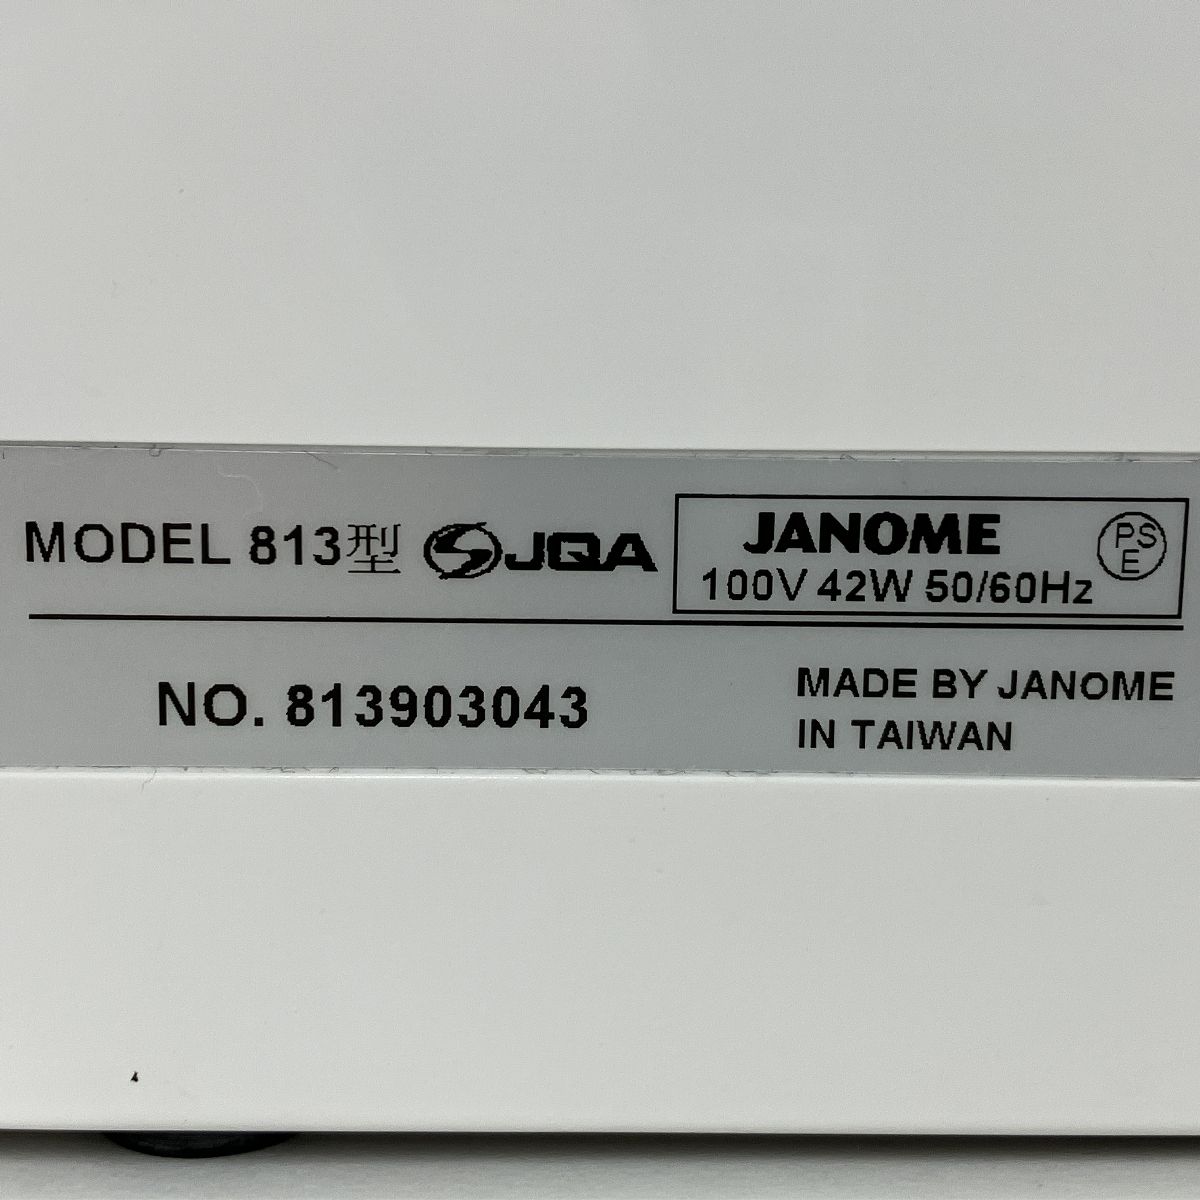 MODEL 813型 JQA
JANOME
100V 42W 50/60Hz
PS
E
NO. 813903043
MADE BY JANOME
IN TAIWAN